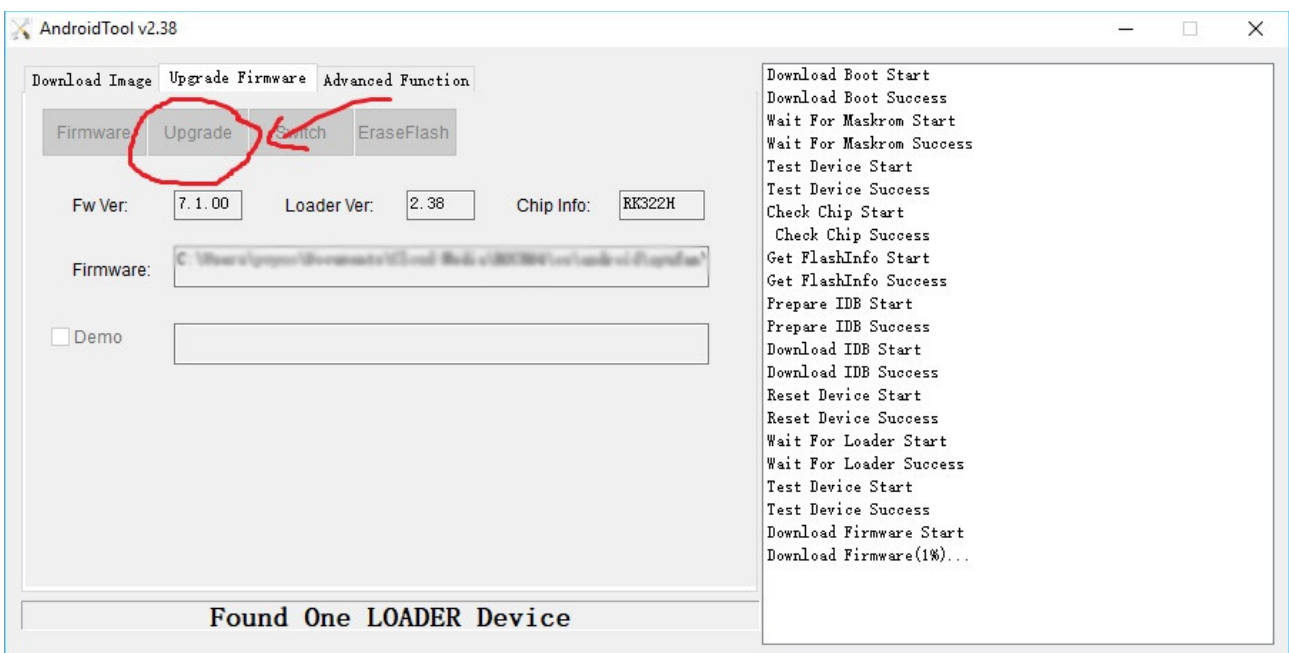 AndroidTool v2.38
Download Image Upgrade Firmware Advanced Function
Firmware Upgrade Switch EraseFlash
Fw Ver: 7.1.00 Loader Ver: 2.38 Chip Info: RK322H
Firmware:
Demo
Found One LOADER Device
Download Boot Start
Download Boot Success
Wait For Maskrom Start
Wait For Maskrom Success
Test Device Start
Test Device Success
Check Chip Start
Check Chip Success
Get FlashInfo Start
Get FlashInfo Success
Prepare IDB Start
Prepare IDB Success
Download IDB Start
Download IDB Success
Reset Device Start
Reset Device Success
Wait For Loader Start
Wait For Loader Success
Test Device Start
Test Device Success
Download Firmware Start
Download Firmware(1%)...